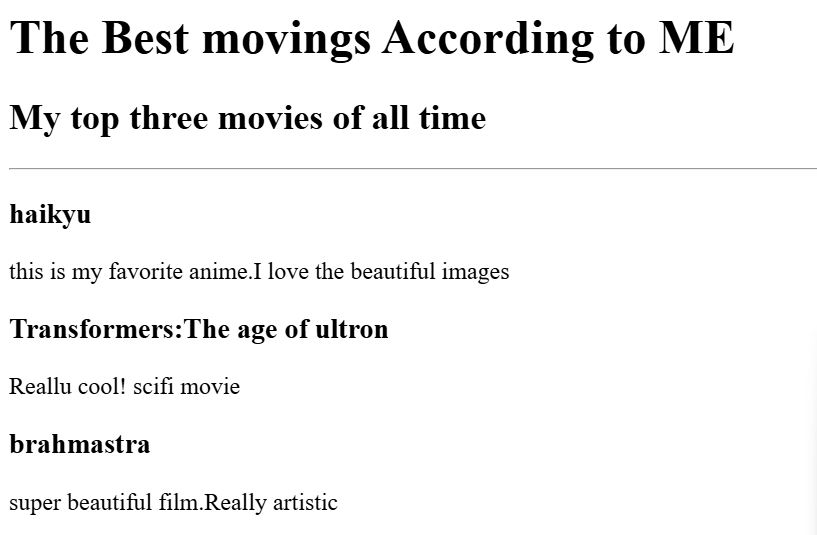 The Best movings According to ME
My top three movies of all time
haikyu
this is my favorite anime.I love the beautiful images
Transformers:The age of ultron
Reallu cool! scifi movie
brahmastra
super beautiful film.Really artistic